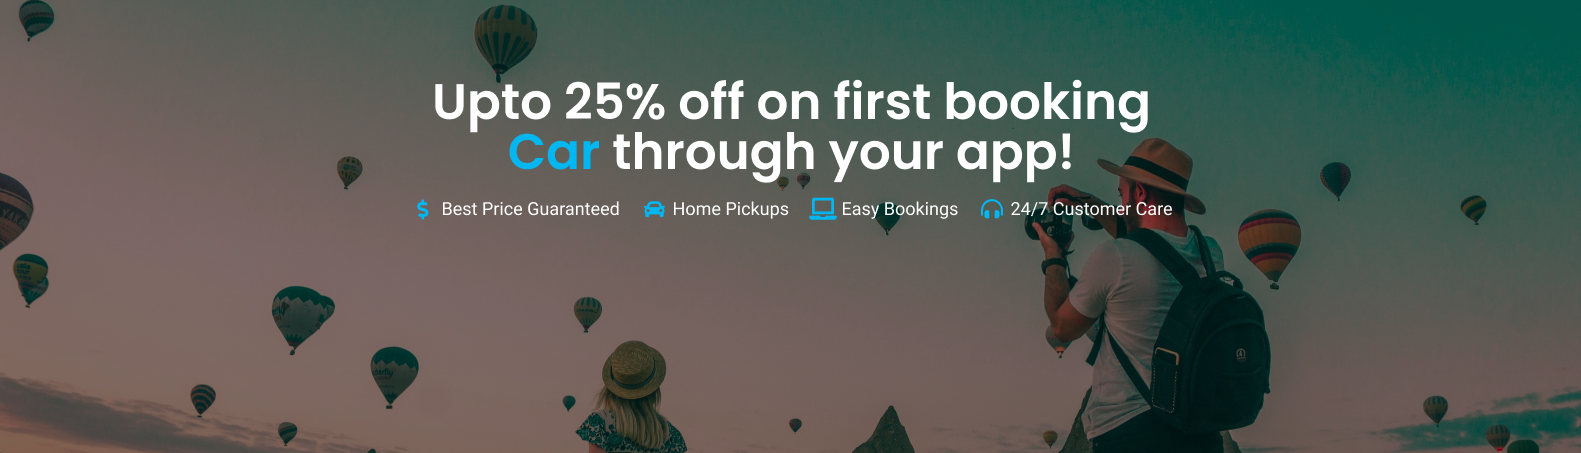 Upto 25% off on first booking
Car through your app!
Best Price Guaranteed Home Pickups Easy Bookings 24/7 Customer Care